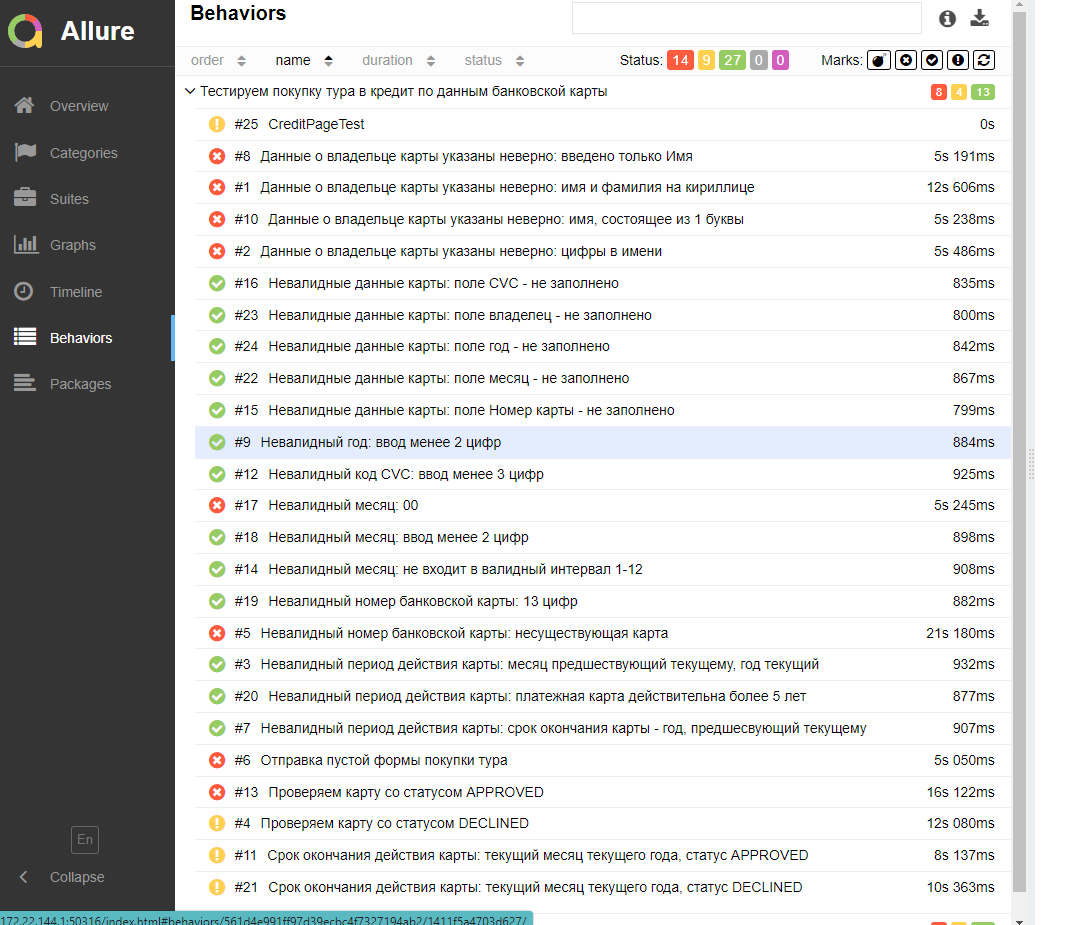 Allure
Behaviors
order name duration status Status: 14 9 27 0 0 Marks:
Overview
Categories
Suites
Graphs
Timeline
Behaviors
Packages
Тестируем покупку тура в кредит по данным банковской карты 8 4 13
#25 CreditPageTest 0s
#8 Данные о владельце карты указаны неверно: введено только Имя 5s 191ms
#1 Данные о владельце карты указаны неверно: имя и фамилия на кириллице 12s 606ms
#10 Данные о владельце карты указаны неверно: имя, состоящее из 1 буквы 5s 238ms
#2 Данные о владельце карты указаны неверно: цифры в имени 5s 486ms
#16 Невалидные данные карты: поле CVC - не заполнено 835ms
#23 Невалидные данные карты: поле владелец - не заполнено 800ms
#24 Невалидные данные карты: поле год - не заполнено 842ms
#22 Невалидные данные карты: поле месяц - не заполнено 867ms
#15 Невалидные данные карты: поле Номер карты - не заполнено 799ms
#9 Невалидный год: ввод менее 2 цифр 884ms
#12 Невалидный код CVC: ввод менее 3 цифр 925ms
#17 Невалидный месяц: 00 5s 245ms
#18 Невалидный месяц: ввод менее 2 цифр 898ms
#14 Невалидный месяц: не входит в валидный интервал 1-12 908ms
#19 Невалидный номер банковской карты: 13 цифр 882ms
#5 Невалидный номер банковской карты: несуществующая карта 21s 180ms
#3 Невалидный период действия карты: месяц предшествующий текущему, год текущий 932ms
#20 Невалидный период действия карты: платежная карта действительна более 5 лет 877ms
#7 Невалидный период действия карты: срок окончания карты - год, предшесвующий текущему 907ms
#6 Отправка пустой формы покупки тура 5s 050ms
#13 Проверяем карту со статусом APPROVED 16s 122ms
#4 Проверяем карту со статусом DECLINED 12s 080ms
#11 Срок окончания действия карты: текущий месяц текущего года, статус APPROVED 8s 137ms
#21 Срок окончания действия карты: текущий месяц текущего года, статус DECLINED 10s 363ms
En
Collapse
172.22.144.1:50316/index.html#behaviors/561d4e991ff97d39ecbc4f7327194ab2/1411f5a4703d627/